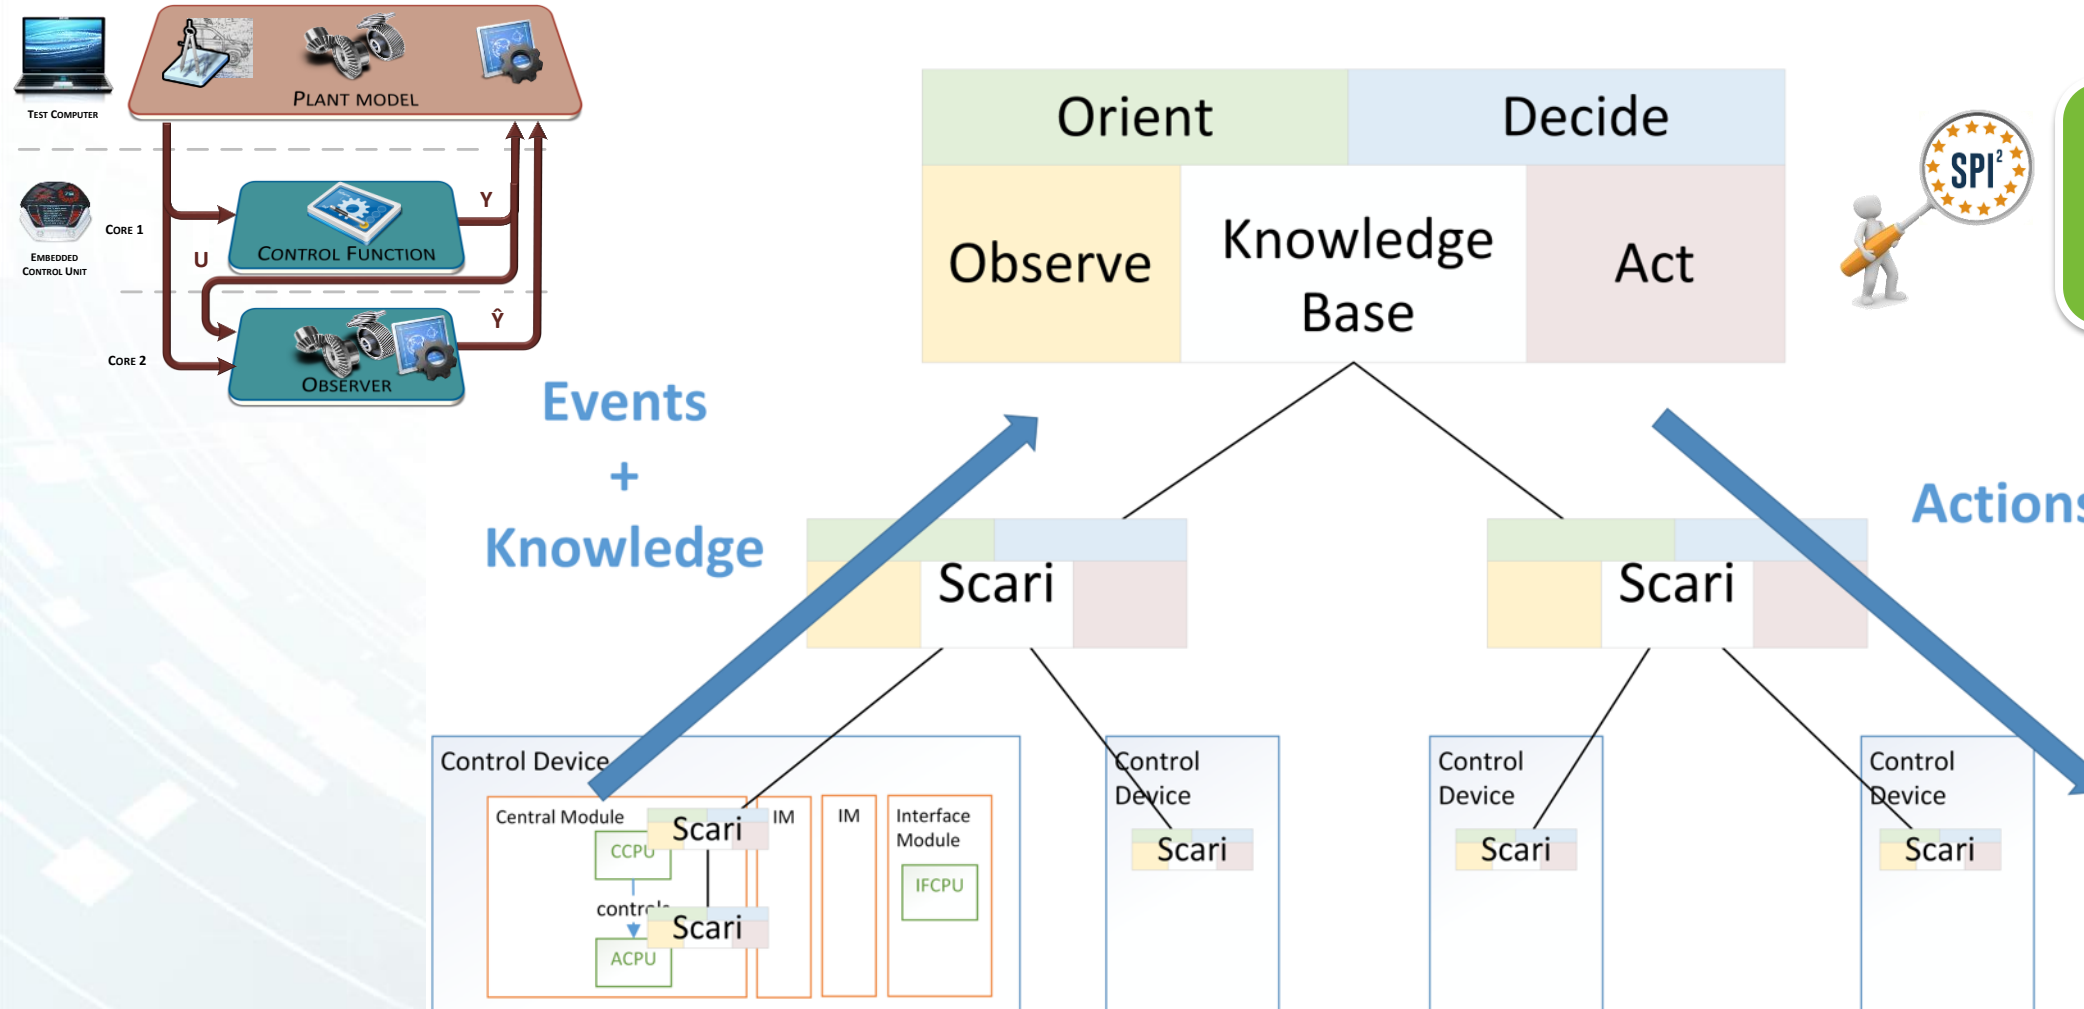 TEST COMPUTER
PLANT MODEL
EMBEDDED
CONTROL UNIT
CORE 1
CONTROL FUNCTION
Y
U
CORE 2
OBSERVER
Ŷ
Orient
Decide
Observe
Knowledge
Base
Act
SPI²
Events
+
Knowledge
Actions
Scari
Scari
Control Device
Central Module
CCPU
controls
ACPU
Scari
Scari
IM
IM
Interface
Module
IFCPU
Control
Device
Scari
Control
Device
Scari
Control
Device
Scari